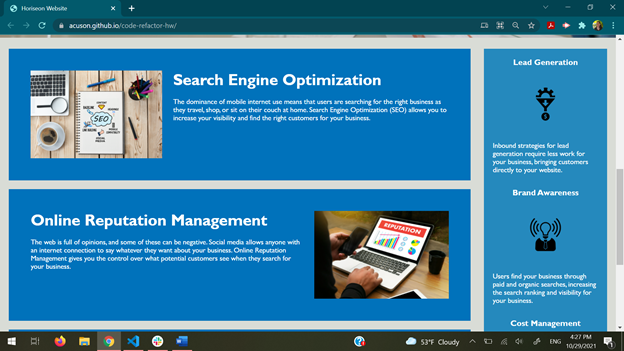 Horiseon Website
acuson.github.io/code-refactor-hw/
Search Engine Optimization
The dominance of mobile internet use means that users are searching for the right business as
they travel, shop, or sit on their couch at home. Search Engine Optimization (SEO) allows you to
increase your visibility and find the right customers for your business.
SEO
Online Reputation Management
The web is full of opinions, and some of these can be negative. Social media allows anyone with
an internet connection to say whatever they want about your business. Online Reputation
Management gives you the control over what potential customers see when they search for
your business.
REPUTATION
Lead Generation
Inbound strategies for lead
generation require less work for
your business, bringing customers
directly to your website.
Brand Awareness
Users find your business through
paid and organic searches, increasing
the search ranking and visibility for
your business.
Cost Management
53°F Cloudy
ENG
4:27 PM
10/29/2021